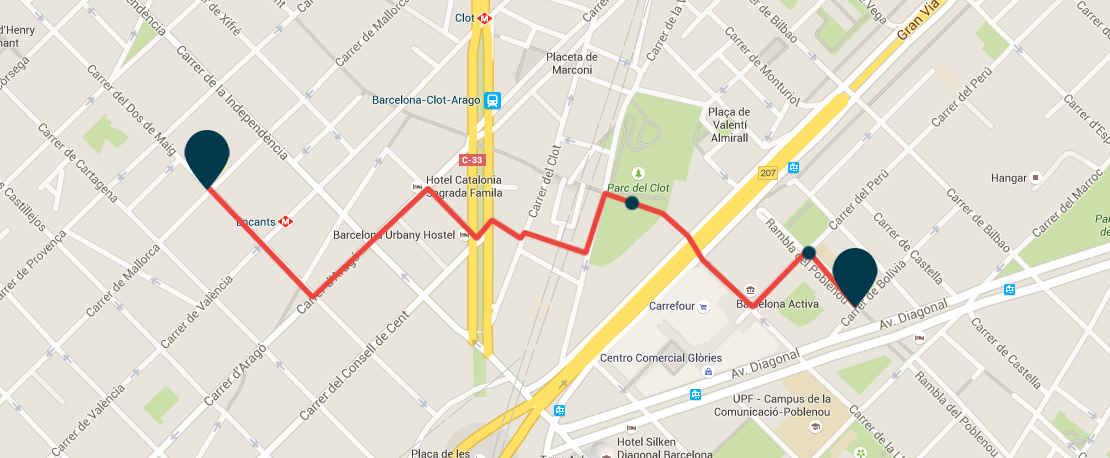 d'Henry
nant
Còrsega
Carrer de Xifré
Carrer de Mallorca
Clot
Placeta de
Marconi
Carrer de la V
Carrer de Bilbao
Vega
Gran Via
Carrer del Dos de Maig
Carrer de la Independència
Barcelona-Clot-Arago
Carrer de Monturiol
Carrer del Perú
Carrer d'Esp
Plaça de
Valentí
Almirall
Carrer de Cartagena
C-33
207
Hotel Catalonia
Sagrada Famila
Parc del Clot
Hangar
Carrer del Marroc
Castillejos
Encants
Carrer del Clot
Barcelona Urbany Hostel
Carrer del Perú
Carrer de Bilbao
Parc
de
Carrer de Provença
Carrer de Mallorca
Carrer de València
Carrer d'Aragó
Rambla del Poblenou
Carrer de Castella
Carrer de Bolívia
Carrefour
Barcelona Activa
Av. Diagonal
Carrer d'Aragó
Carrer del Consell de Cent
Centro Comercial Glòries
Av. Diagonal
Carrer de Tànger
Carrer de València
UPF - Campus de la
Comunicació-Poblenou
Rambla del Poblenou
Hotel Silken
Diagonal Barcelona
Carrer de la
Plaça de les